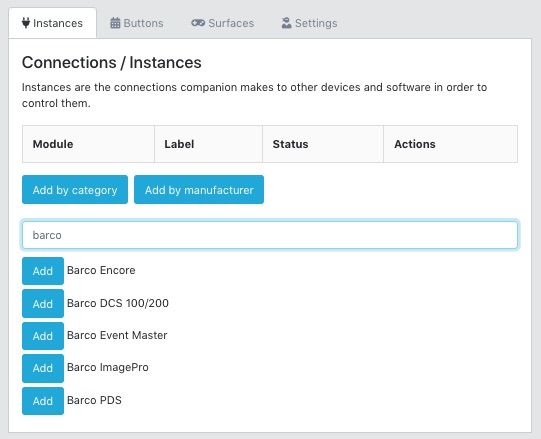 Instances Buttons Surfaces Settings
Connections / Instances
Instances are the connections companion makes to other devices and software in order to
control them.
Module Label Status Actions
Add by category Add by manufacturer
barco
Add Barco Encore
Add Barco DCS 100/200
Add Barco Event Master
Add Barco ImagePro
Add Barco PDS